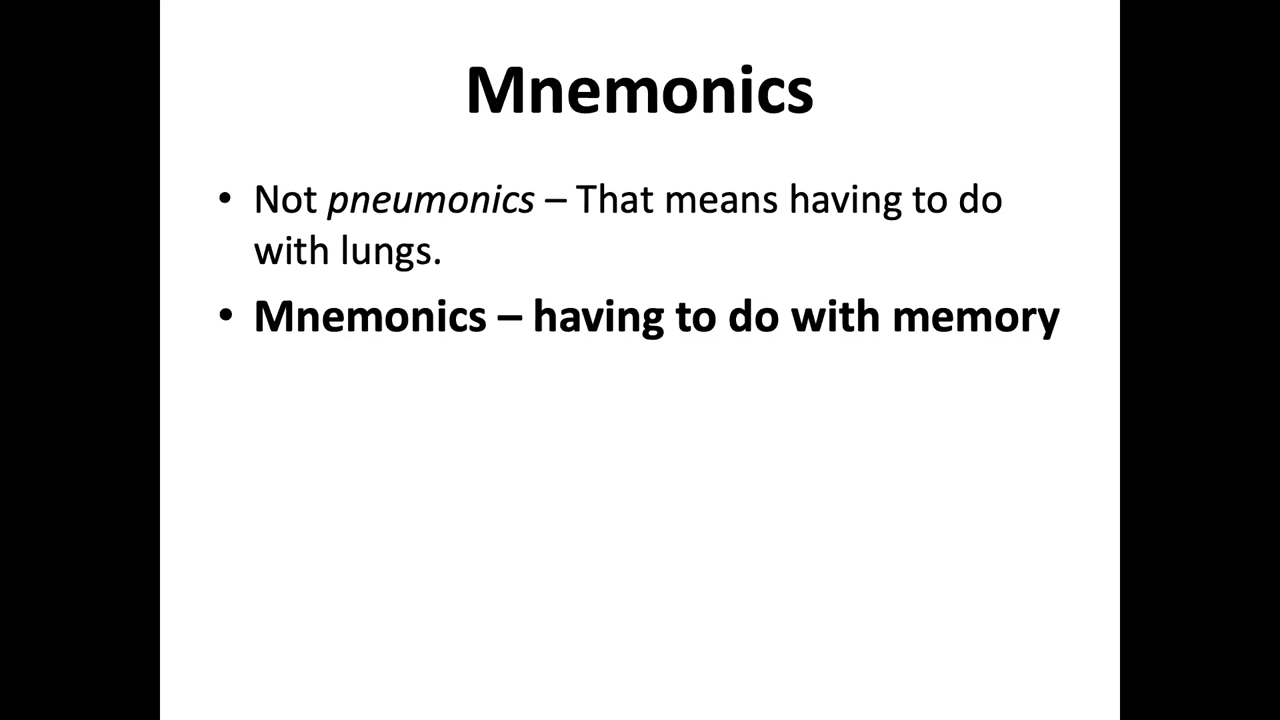 Mnemonics
• Not pneumonics – That means having to do
with lungs.
• Mnemonics – having to do with memory